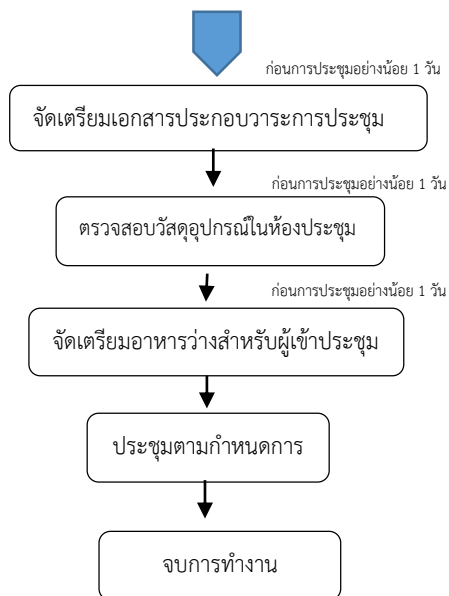 ก่อนการประชุมอย่างน้อย 1 วัน
จัดเตรียมเอกสารประกอบวาระการประชุม
ก่อนการประชุมอย่างน้อย 1 วัน
ตรวจสอบวัสดุอุปกรณ์ในห้องประชุม
ก่อนการประชุมอย่างน้อย 1 วัน
จัดเตรียมอาหารว่างสำหรับผู้เข้าประชุม
ประชุมตามกำหนดการ
จบการทำงาน